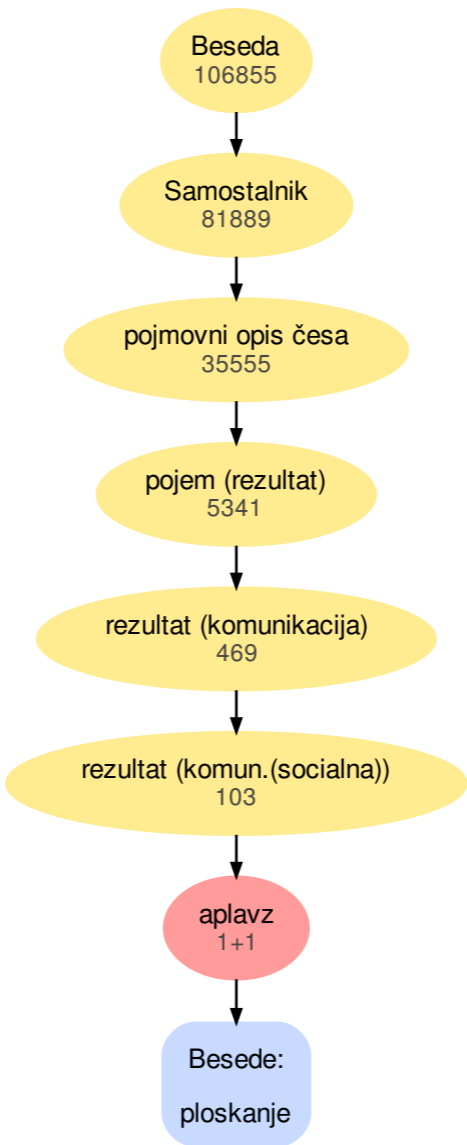 Beseda
106855
Samostalnik
81889
pojmovni opis česa
35555
pojem (rezultat)
5341
rezultat (komunikacija)
469
rezultat (komun.(socialna))
103
aplavz
1+1
Besede:
ploskanje